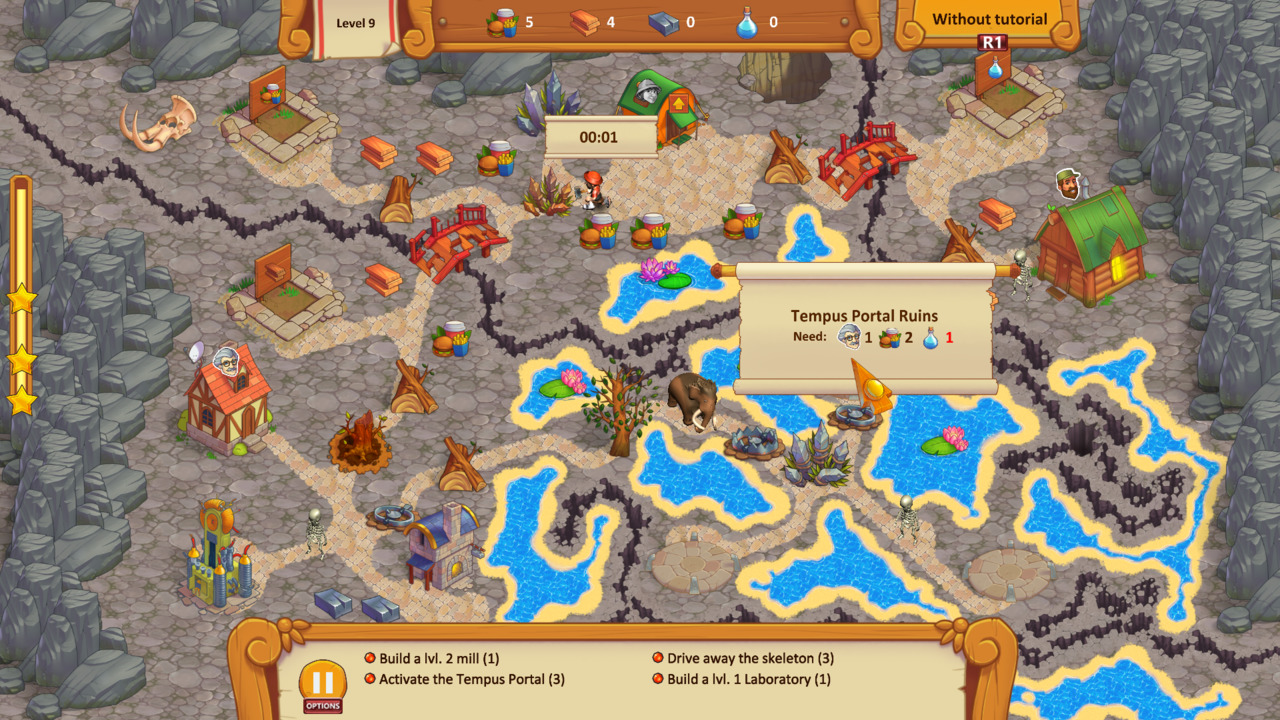 Level 9
5
4
0
0
Without tutorial
R1
00:01
Tempus Portal Ruins
Need: 1 2 1
Build a lvl. 2 mill (1)
Activate the Tempus Portal (3)
Drive away the skeleton (3)
Build a lvl. 1 Laboratory (1)
OPTIONS